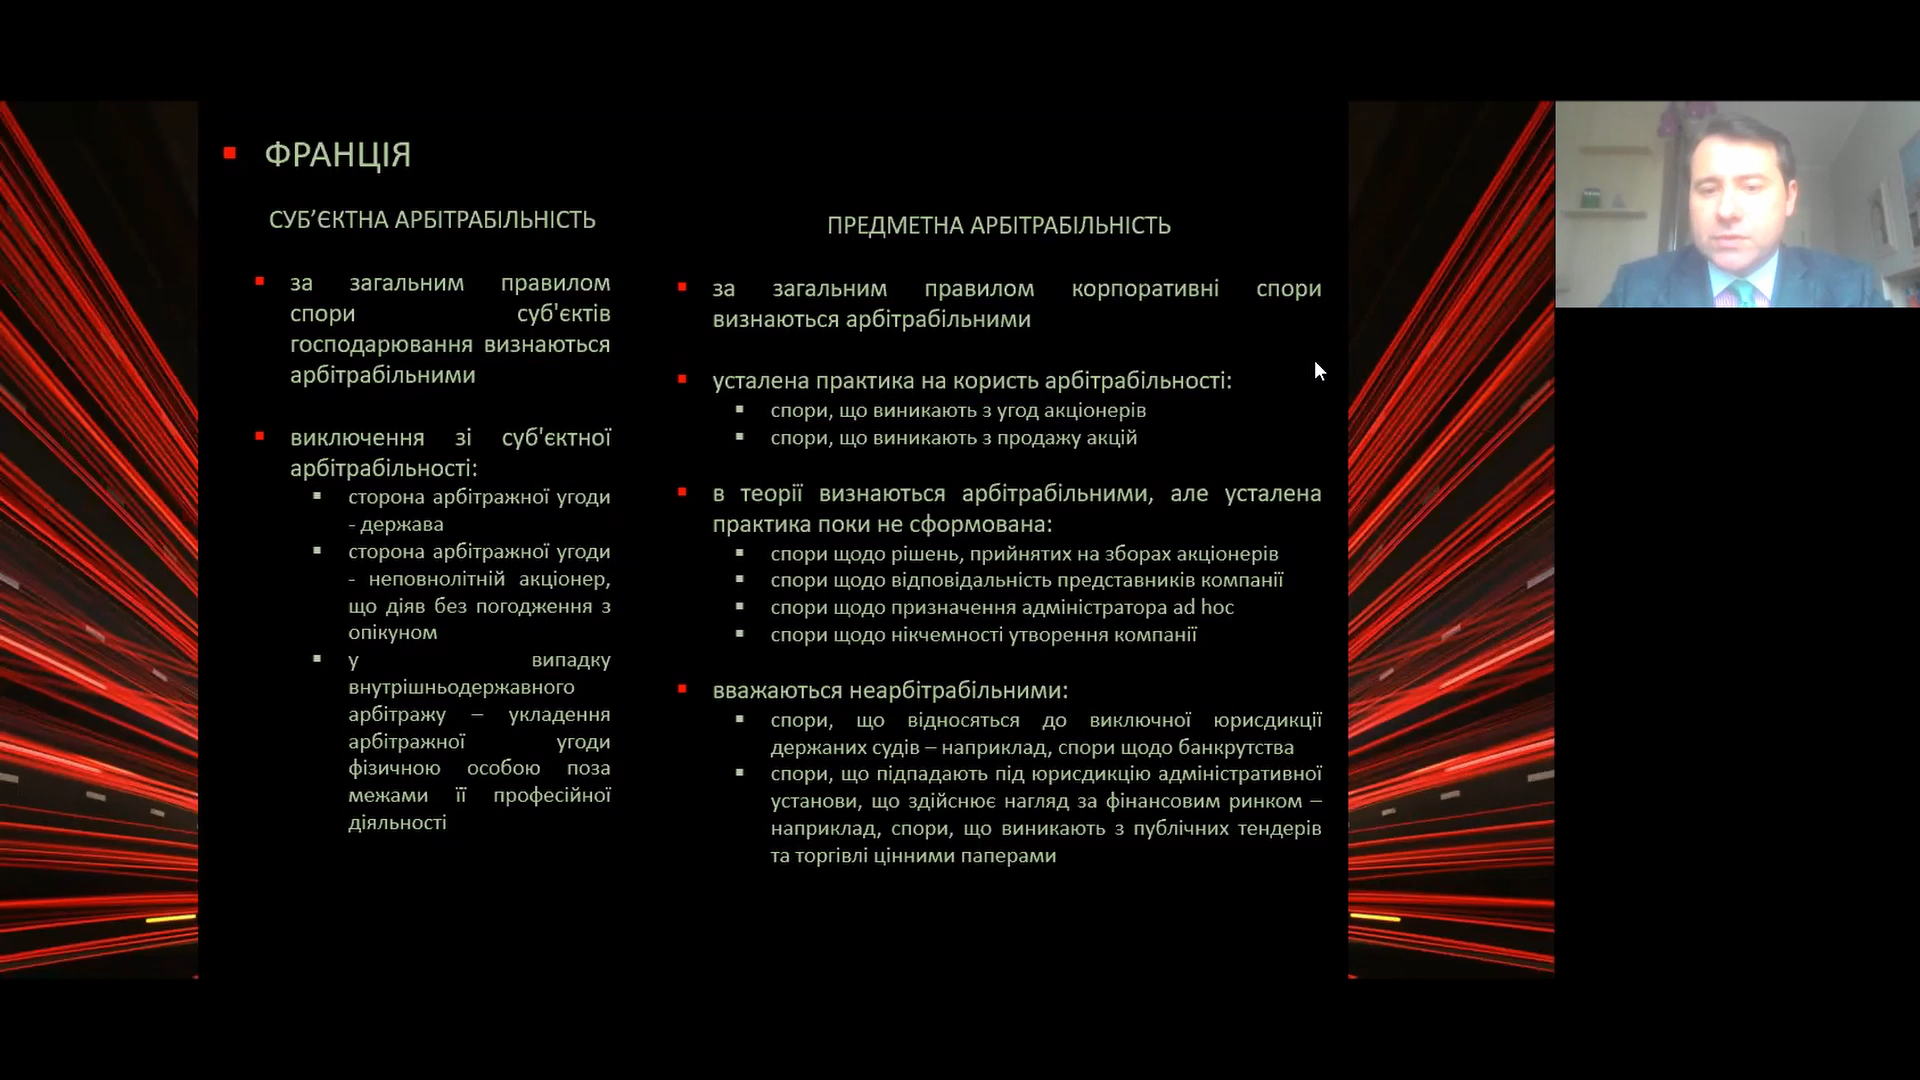 ФРАНЦІЯ
СУБ’ЄКТНА АРБІТРАБІЛЬНІСТЬ
за загальним правилом
спори суб'єктів
господарювання визнаються
арбітрабільними
виключення зі суб'єктної
арбітрабільності:
сторона арбітражної угоди
- держава
сторона арбітражної угоди
- неповнолітній акціонер,
що діяв без погодження з
опікуном
у випадку
внутрішньодержавного
арбітражу – укладення
арбітражної угоди
фізичною особою поза
межами її професійної
діяльності
ПРЕДМЕТНА АРБІТРАБІЛЬНІСТЬ
за загальним правилом корпоративні спори
визнаються арбітрабільними
усталена практика на користь арбітрабільності:
спори, що виникають з угод акціонерів
спори, що виникають з продажу акцій
в теорії визнаються арбітрабільними, але усталена
практика поки не сформована:
спори щодо рішень, прийнятих на зборах акціонерів
спори щодо відповідальність представників компанії
спори щодо призначення адміністратора ad hoc
спори щодо нікчемності утворення компанії
вважаються неарбітрабільними:
спори, що відносяться до виключної юрисдикції
держаних судів – наприклад, спори щодо банкрутства
спори, що підпадають під юрисдикцію адміністративної
установи, що здійснює нагляд за фінансовим ринком –
наприклад, спори, що виникають з публічних тендерів
та торгівлі цінними паперами